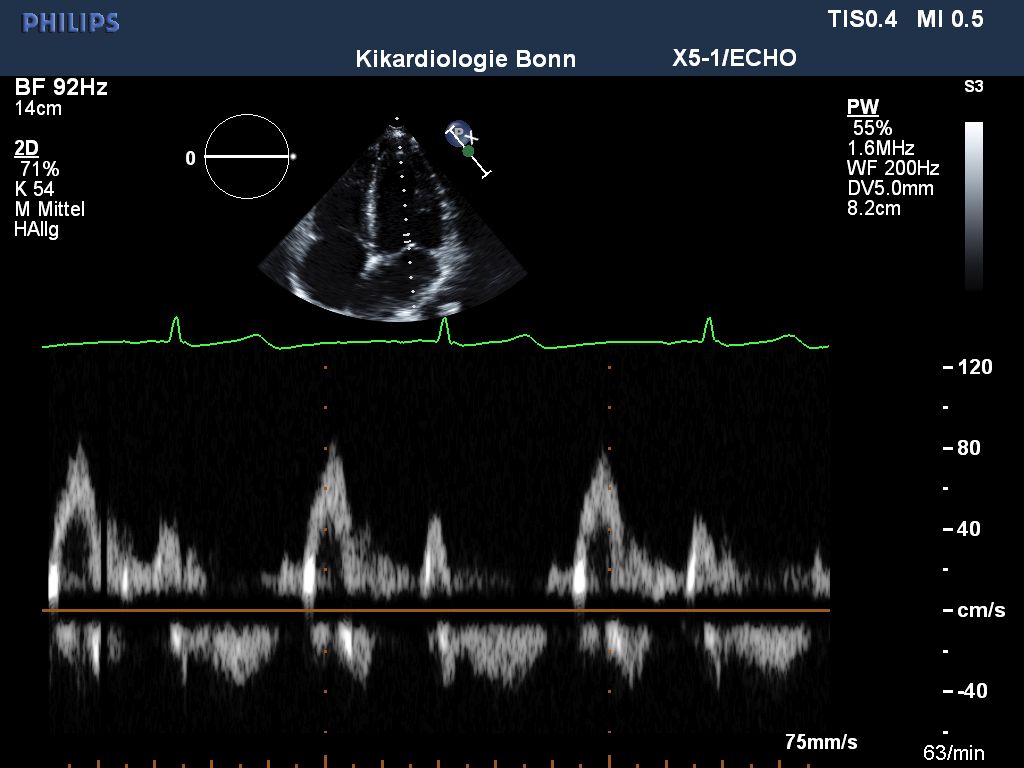 PHILIPS
TIS0.4 MI 0.5
Kikardiologie Bonn X5-1/ECHO
BF 92Hz
14cm
2D
71%
K 54
M Mittel
HAllg
0
P X
S3
PW
55%
1.6MHz
WF 200Hz
DV5.0mm
8.2cm
120
80
40
cm/s
-40
75mm/s
63/min